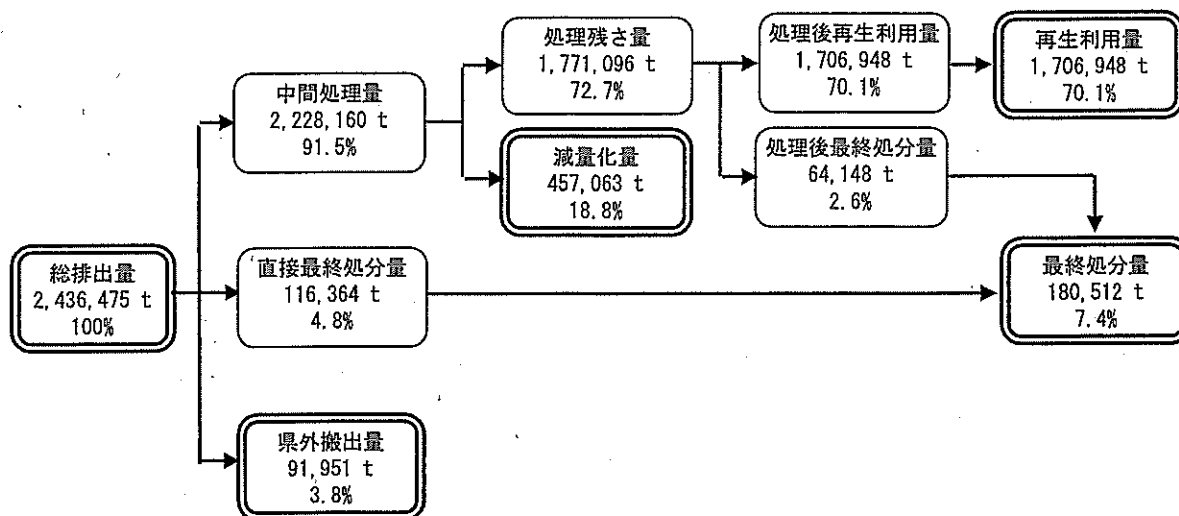 処理残さ量
1,771,096 t
72.7%
処理後再生利用量
1,706,948 t
70.1%
再生利用量
1,706,948 t
70.1%
中間処理量
2,228,160 t
91.5%
減量化量
457,063 t
18.8%
処理後最終処分量
64,148 t
2.6%
総排出量
2,436,475 t
100%
直接最終処分量
116,364 t
4.8%
最終処分量
180,512 t
7.4%
県外搬出量
91,951 t
3.8%